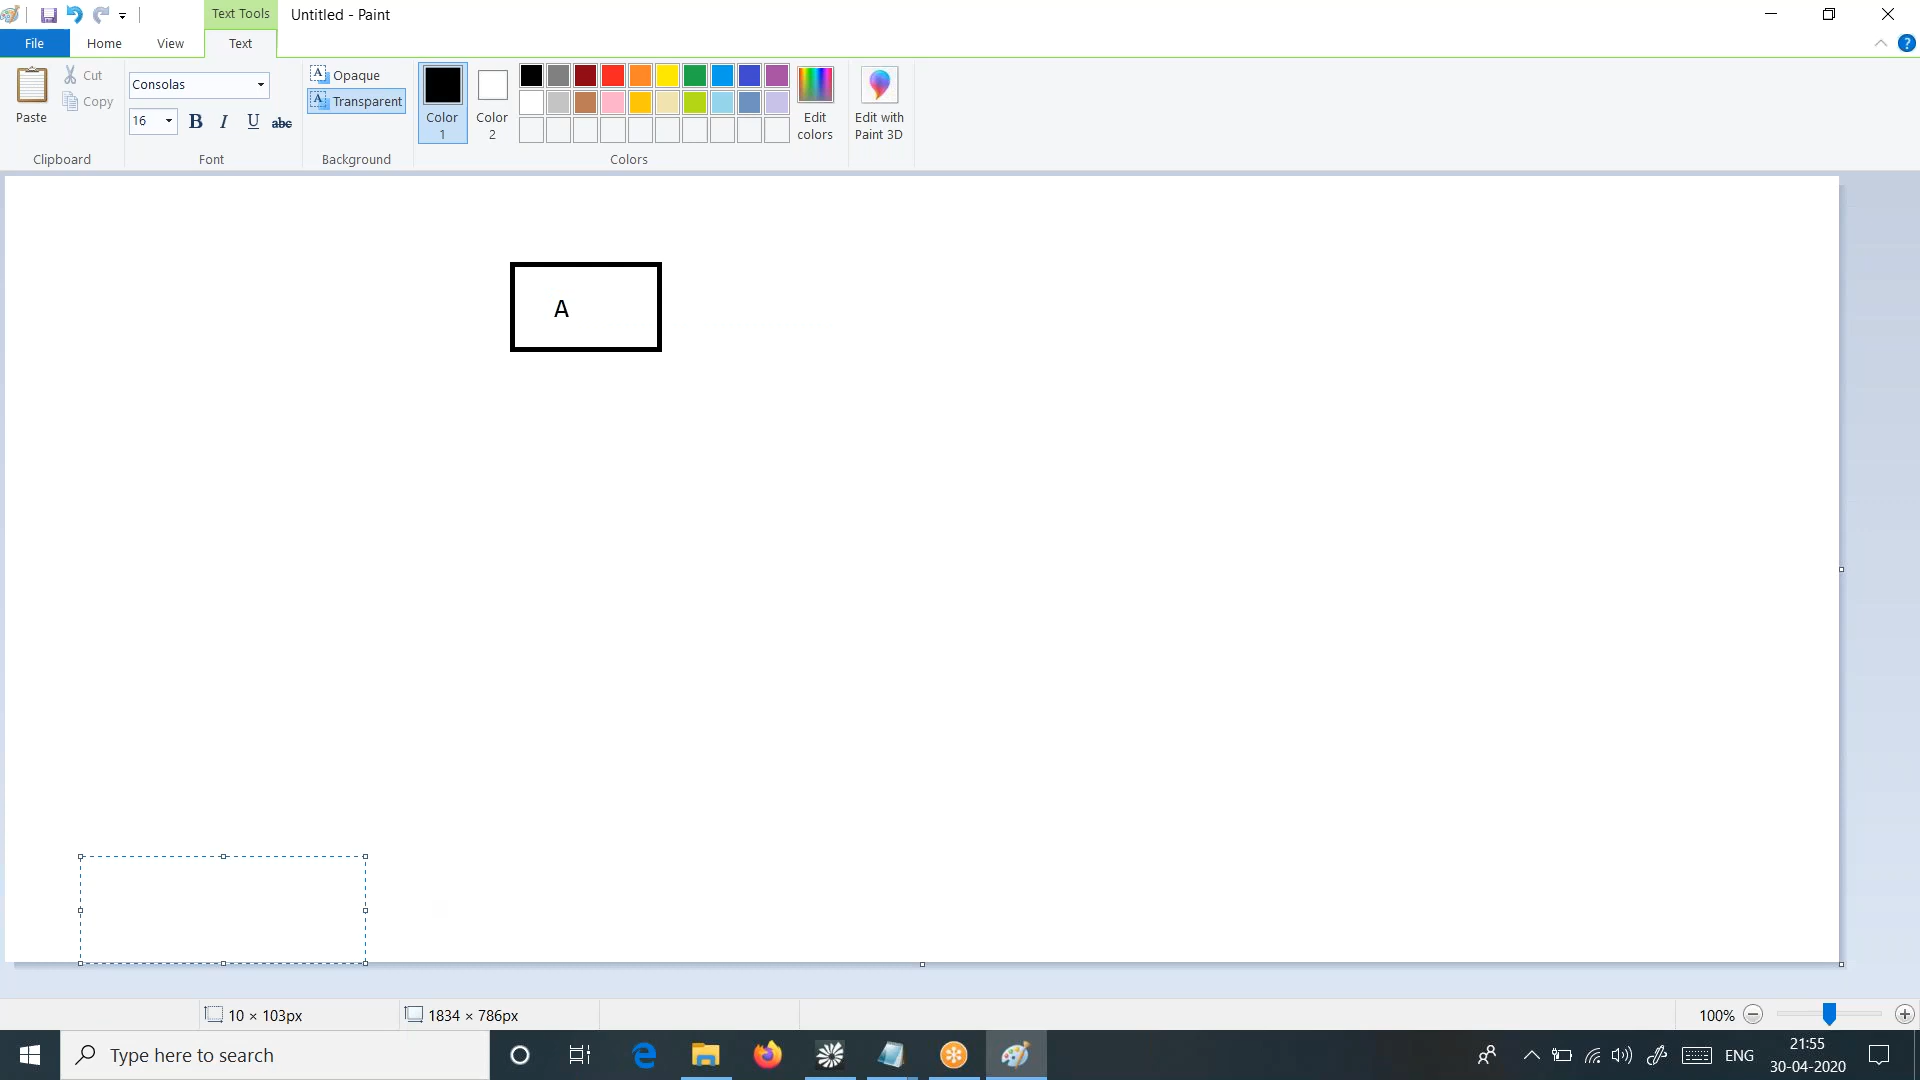 Text Tools
Untitled - Paint
File
Home
View
Text
Paste
Cut
Copy
Clipboard
Consolas
16
B
I
U
abc
Font
Opaque
Transparent
Background
Color
1
Color
2
Colors
Edit
colors
Edit with
Paint 3D
A
10 × 103px
1834 × 786px
100%
Type here to search
ENG
21:55
30-04-2020